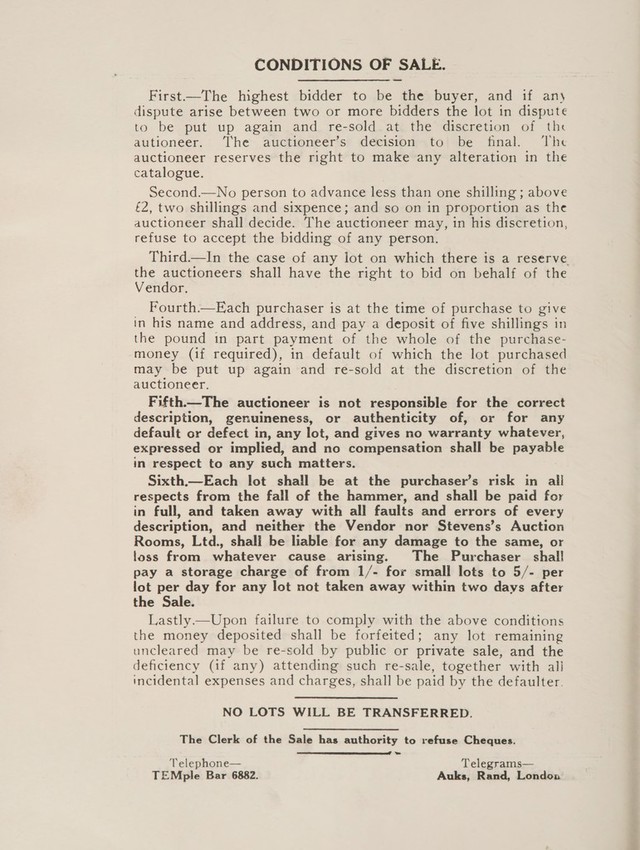 CONDITIONS OF SALE.
First.—The highest bidder to be the buyer, and if any
dispute arise between two or more bidders the lot in dispute
to be put up again and re-sold at the discretion of the
autioneer. The auctioneer's decision to be final. The
auctioneer reserves the right to make any alteration in the
catalogue.
Second.—No person to advance less than one shilling; above
£2, two shillings and sixpence; and so on in proportion as the
auctioneer shall decide. The auctioneer may, in his discretion,
refuse to accept the bidding of any person.
Third.—In the case of any lot on which there is a reserve
the auctioneers shall have the right to bid on behalf of the
Vendor.
Fourth.—Each purchaser is at the time of purchase to give
in his name and address, and pay a deposit of five shillings in
the pound in part payment of the whole of the purchase-
money (if required), in default of which the lot purchased
may be put up again and re-sold at the discretion of the
auctioneer.
Fifth.—The auctioneer is not responsible for the correct
description, genuineness, or authenticity of, or for any
default or defect in, any lot, and gives no warranty whatever,
expressed or implied, and no compensation shall be payable
in respect to any such matters.
Sixth.—Each lot shall be at the purchaser's risk in all
respects from the fall of the hammer, and shall be paid for
in full, and taken away with all faults and errors of every
description, and neither the Vendor nor Stevens's Auction
Rooms, Ltd., shall be liable for any damage to the same, or
loss from whatever cause arising. The Purchaser shall
pay a storage charge of from 1/- for small lots to 5/- per
lot per day for any lot not taken away within two days after
the Sale.
Lastly.—Upon failure to comply with the above conditions
the money deposited shall be forfeited; any lot remaining
uncleared may be re-sold by public or private sale, and the
deficiency (if any) attending such re-sale, together with all
incidental expenses and charges, shall be paid by the defaulter.
NO LOTS WILL BE TRANSFERRED.
The Clerk of the Sale has authority to refuse Cheques.
Telephone—
TEMple Bar 6882.
Telegrams—
Auks, Rand, London